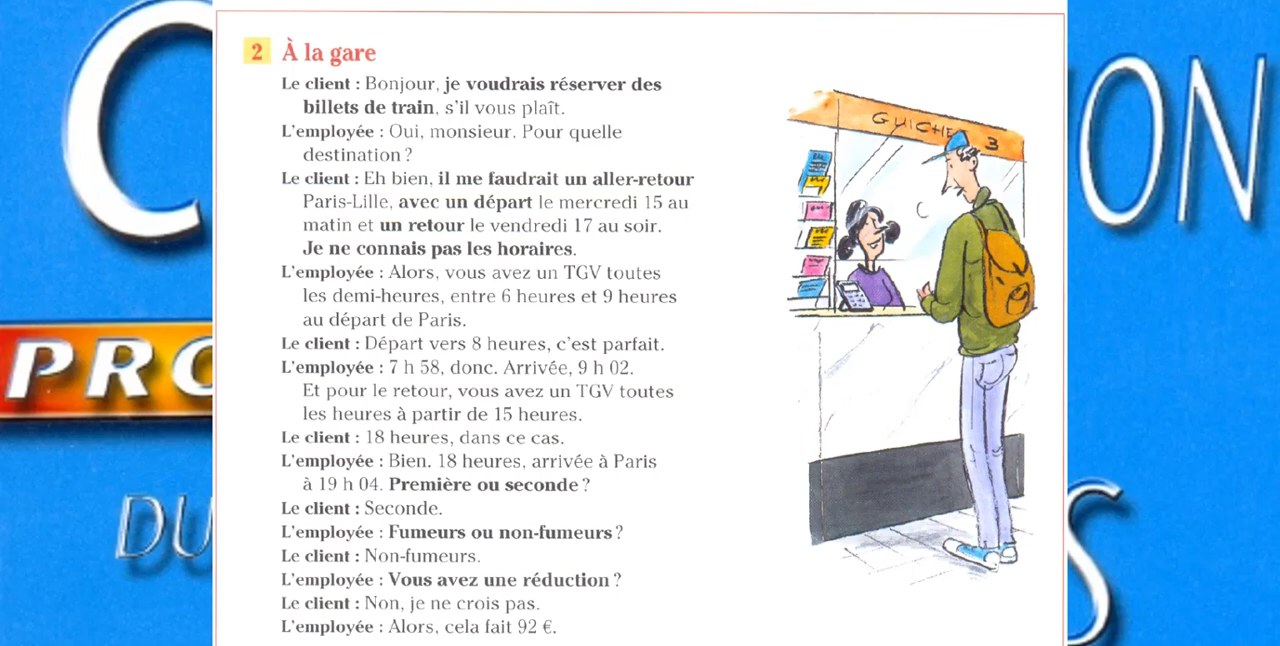 2 À la gare
Le client : Bonjour, je voudrais réserver des
billets de train, s'il vous plaît.
L'employée : Oui, monsieur. Pour quelle
destination ?
Le client : Eh bien, il me faudrait un aller-retour
Paris-Lille, avec un départ le mercredi 15 au
matin et un retour le vendredi 17 au soir.
Je ne connais pas les horaires.
L'employée : Alors, vous avez un TGV toutes
les demi-heures, entre 6 heures et 9 heures
au départ de Paris.
Le client : Départ vers 8 heures, c'est parfait.
L'employée : 7 h 58, donc. Arrivée, 9 h 02.
Et pour le retour, vous avez un TGV toutes
les heures à partir de 15 heures.
Le client : 18 heures, dans ce cas.
L'employée : Bien. 18 heures, arrivée à Paris
à 19 h 04. Première ou seconde ?
Le client : Seconde.
L'employée : Fumeurs ou non-fumeurs ?
Le client : Non-fumeurs.
L'employée : Vous avez une réduction ?
Le client : Non, je ne crois pas.
L'employée : Alors, cela fait 92 €.
GUICHE 3
C
ON
PRO
DU
S